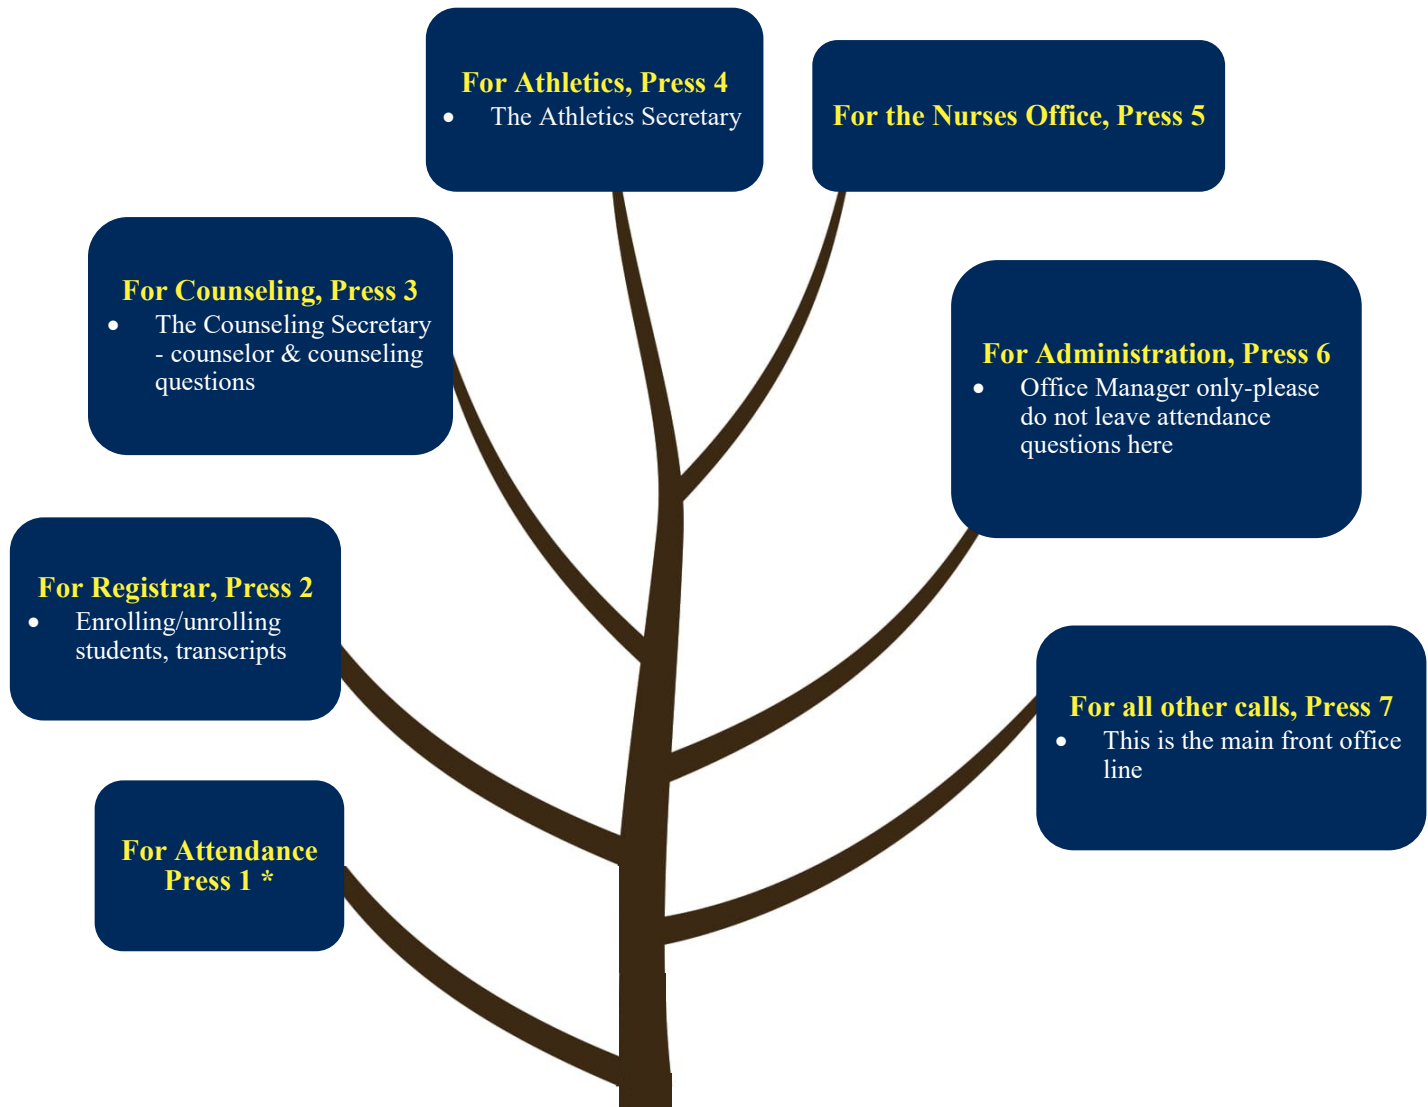 For Athletics, Press 4
• The Athletics Secretary
For the Nurses Office, Press 5
For Counseling, Press 3
• The Counseling Secretary
- counselor & counseling
questions
For Administration, Press 6
• Office Manager only-please
do not leave attendance
questions here
For Registrar, Press 2
• Enrolling/unrolling
students, transcripts
For all other calls, Press 7
• This is the main front office
line
For Attendance
Press 1 *